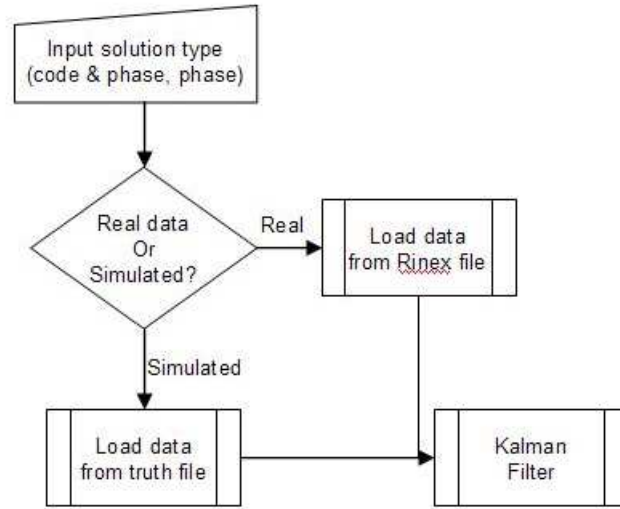 Input solution type
(code & phase, phase)
Real data
Or
Simulated?
Real
Load data
from Rinex file
Simulated
Load data
from truth file
Kalman
Filter